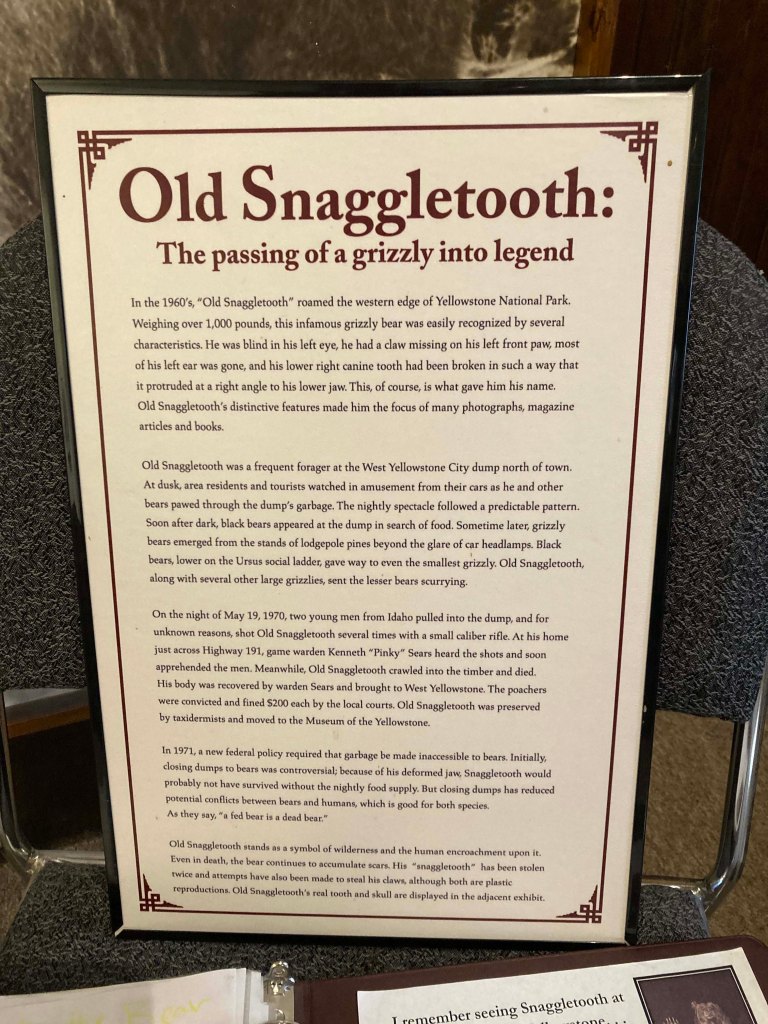 Old Snaggletooth:
The passing of a grizzly into legend
In the 1960's, "Old Snaggletooth" roamed the western edge of Yellowstone National Park.
Weighing over 1,000 pounds, this infamous grizzly bear was easily recognized by several
characteristics. He was blind in his left eye, he had a claw missing on his left front paw, most
of his left ear was gone, and his lower right canine tooth had been broken in such a way that
it protruded at a right angle to his lower jaw. This, of course, is what gave him his name.
Old Snaggletooth's distinctive features made him the focus of many photographs, magazine
articles and books.
Old Snaggletooth was a frequent forager at the West Yellowstone City dump north of town.
At dusk, area residents and tourists watched in amusement from their cars as he and other
bears pawed through the dump's garbage. The nightly spectacle followed a predictable pattern.
Soon after dark, black bears appeared at the dump in search of food. Sometime later, grizzly
bears emerged from the stands of lodgepole pines beyond the glare of car headlamps. Black
bears, lower on the Ursus social ladder, gave way to even the smallest grizzly. Old Snaggletooth,
along with several other large grizzlies, sent the lesser bears scurrying.
On the night of May 19, 1970, two young men from Idaho pulled into the dump, and for
unknown reasons, shot Old Snaggletooth several times with a small caliber rifle. At his home
just across Highway 191, game warden Kenneth "Pinky" Sears heard the shots and soon
apprehended the men. Meanwhile, Old Snaggletooth crawled into the timber and died.
His body was recovered by warden Sears and brought to West Yellowstone. The poachers
were convicted and fined $200 each by the local courts. Old Snaggletooth was preserved
by taxidermists and moved to the Museum of the Yellowstone.
In 1971, a new federal policy required that garbage be made inaccessible to bears. Initially,
closing dumps to bears was controversial; because of his deformed jaw, Snaggletooth would
probably not have survived without the nightly food supply. But closing dumps has reduced
potential conflicts between bears and humans, which is good for both species.
As they say, "a fed bear is a dead bear."
Old Snaggletooth stands as a symbol of wilderness and the human encroachment upon it.
Even in death, the bear continues to accumulate scars. His "snaggletooth" has been stolen
twice and attempts have also been made to steal his claws, although both are plastic
reproductions. Old Snaggletooth's real tooth and skull are displayed in the adjacent exhibit.
Bear
I remember seeing Snaggletooth at